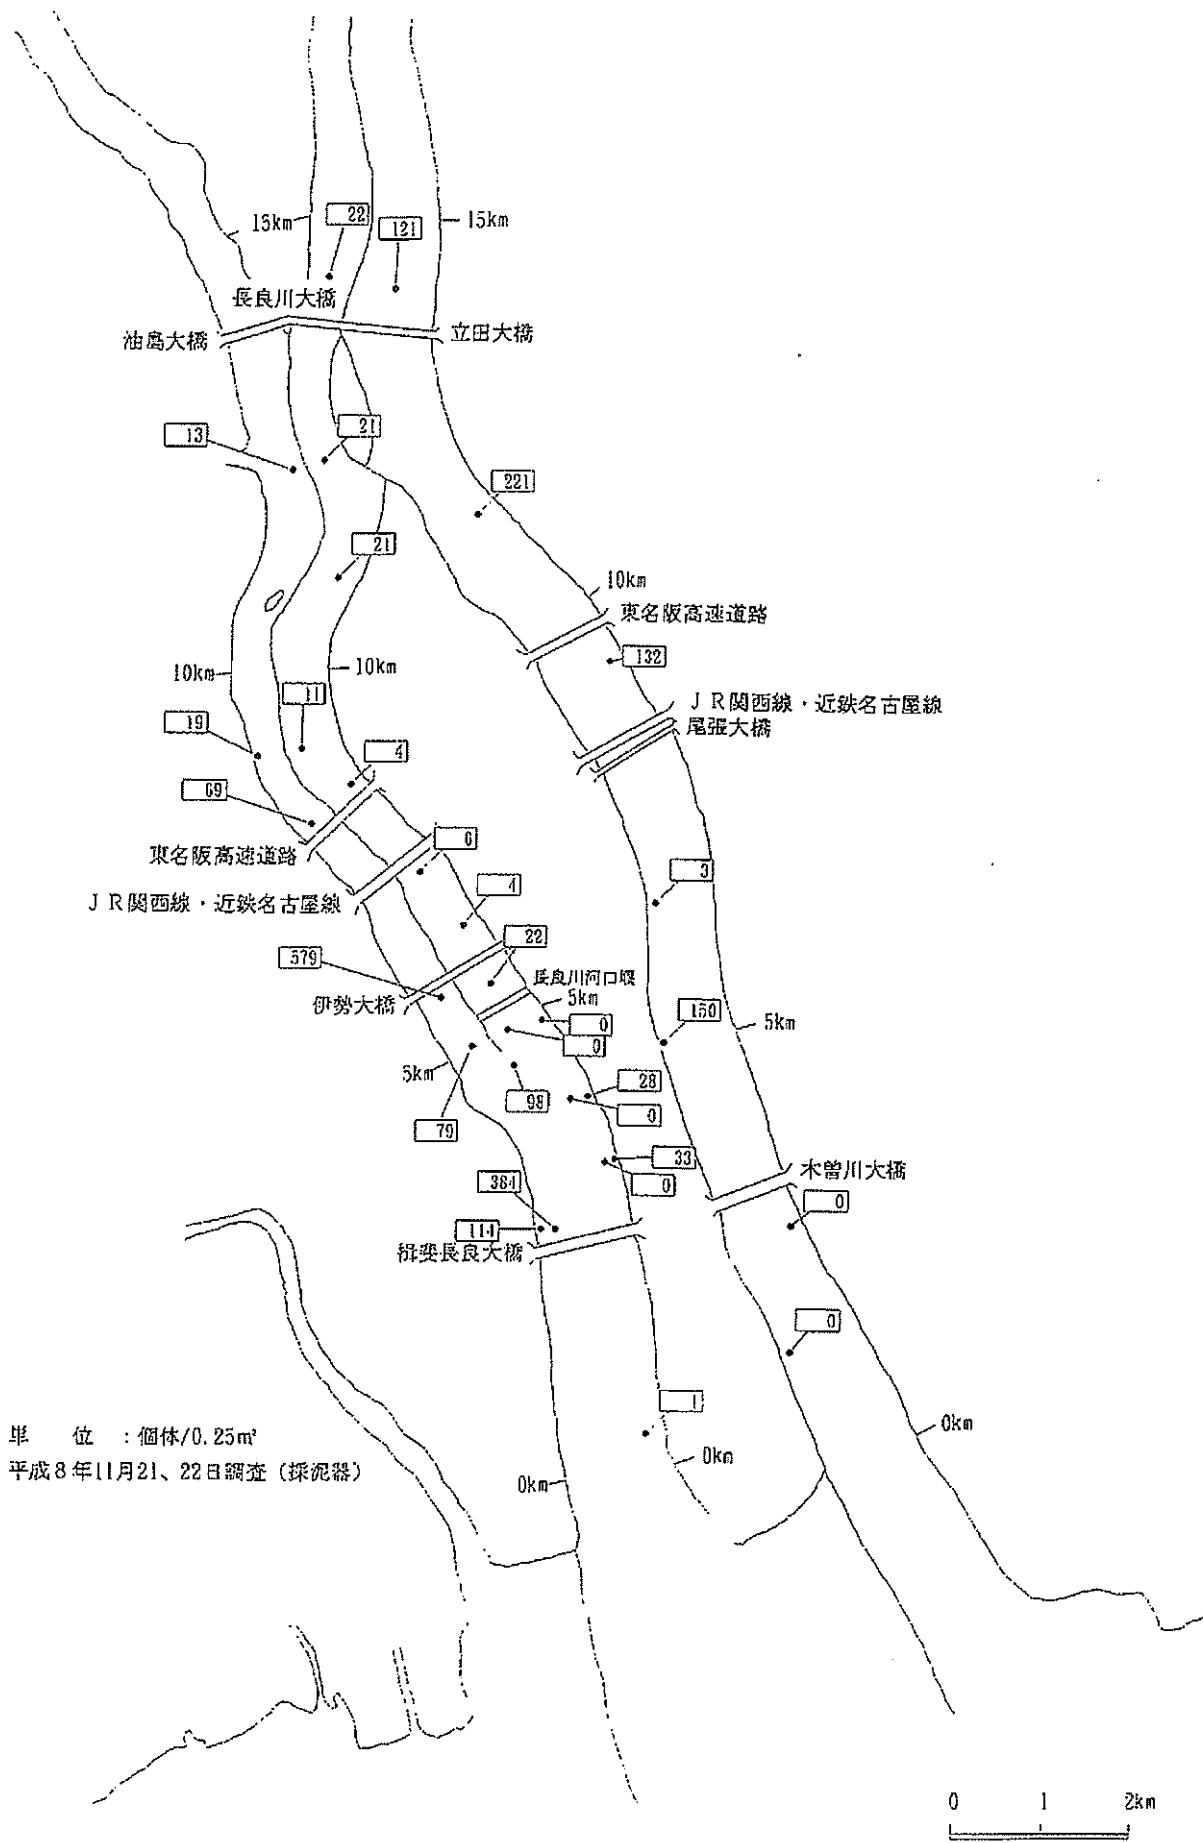 15km
22
121
15km
長良川大橋
油島大橋
立田大橋
13
21
221
21
10km
東名阪高速道路
132
10km
10km
11
JR関西線・近鉄名古屋線
尾張大橋
19
4
69
東名阪高速道路
6
JR関西線・近鉄名古屋線
4
3
579
22
長良川河口堰
伊勢大橋
5km
0
0
150
5km
5km
98
28
0
79
33
0
木曽川大橋
384
114
0
揖斐長良大橋
0
1
0km
0km
0km
単 位 : 個体/0.25㎡
平成8年11月21、22日調査(採泥器)
0 1 2km